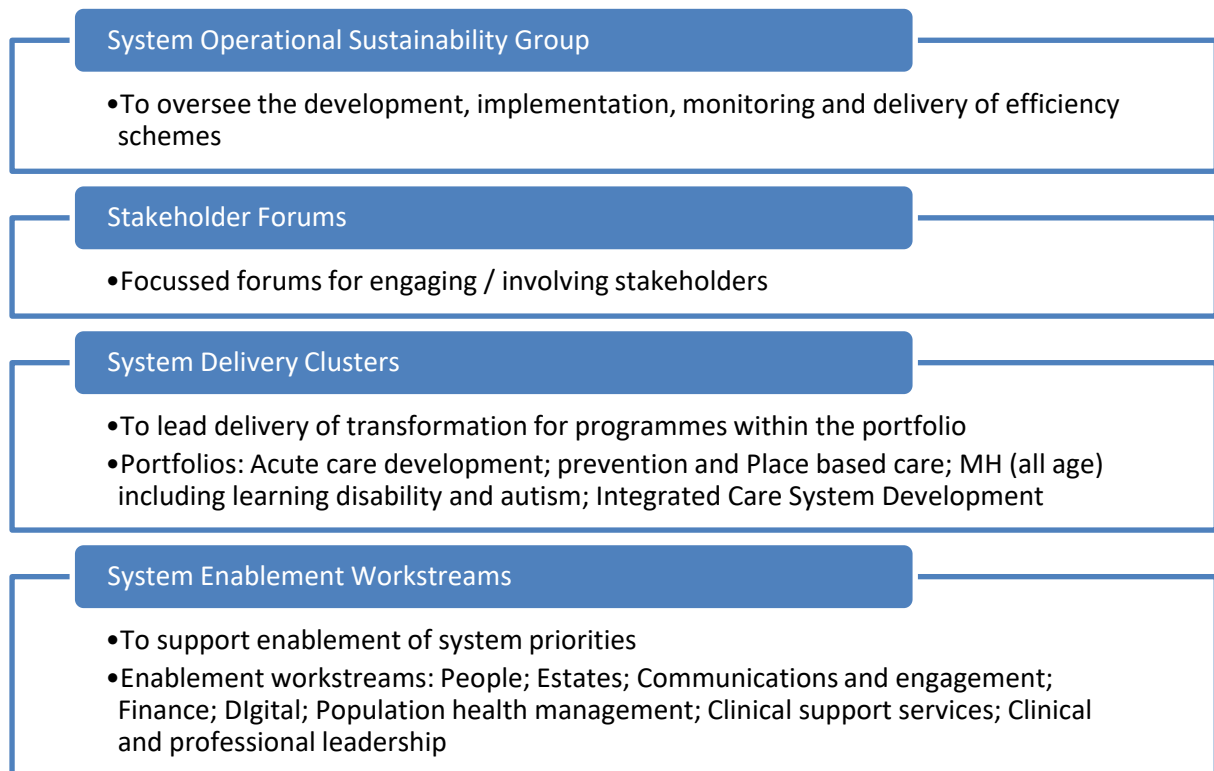 System Operational Sustainability Group
•To oversee the development, implementation, monitoring and delivery of efficiency
schemes
Stakeholder Forums
•Focussed forums for engaging / involving stakeholders
System Delivery Clusters
•To lead delivery of transformation for programmes within the portfolio
•Portfolios: Acute care development; prevention and Place based care; MH (all age)
including learning disability and autism; Integrated Care System Development
System Enablement Workstreams
•To support enablement of system priorities
•Enablement workstreams: People; Estates; Communications and engagement;
Finance; DIgital; Population health management; Clinical support services; Clinical
and professional leadership